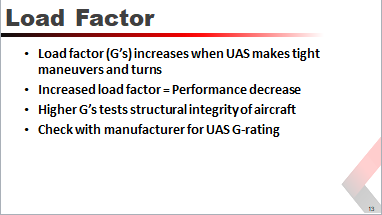 Load Factor
• Load factor (G's) increases when UAS makes tight
maneuvers and turns
• Increased load factor = Performance decrease
• Higher G's tests structural integrity of aircraft
• Check with manufacturer for UAS G-rating